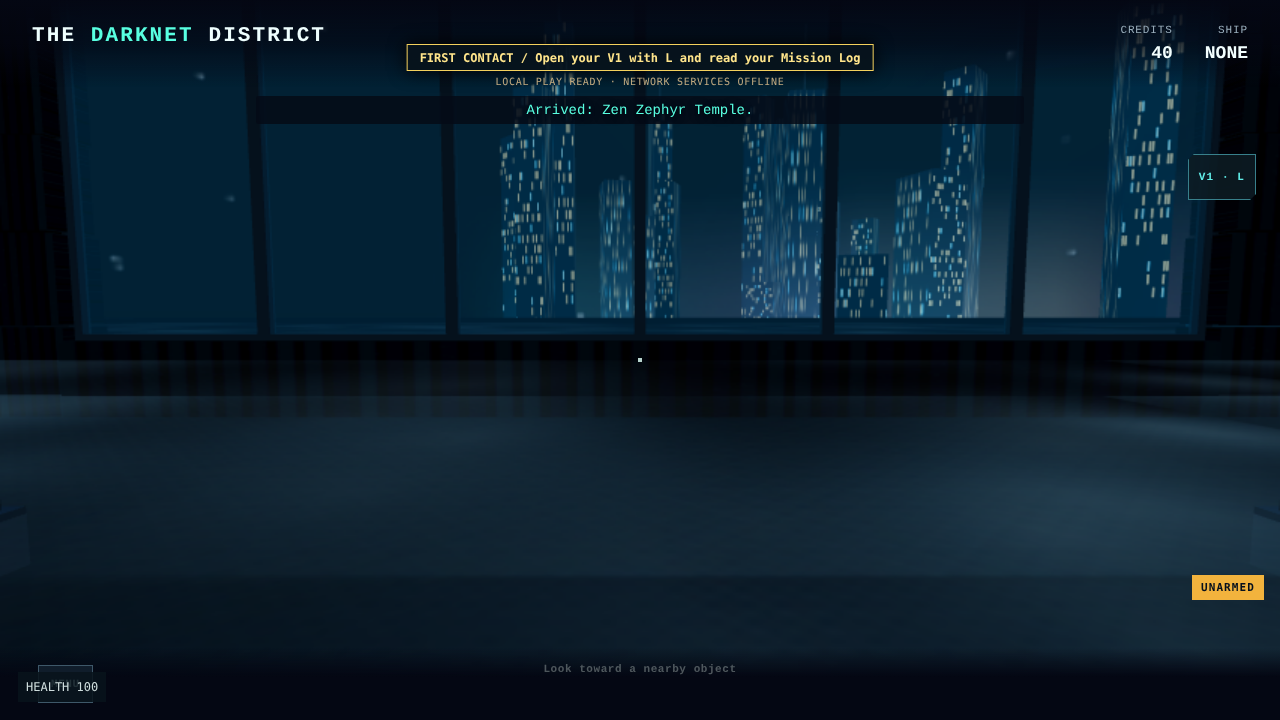 THE DARKNET DISTRICT
CREDITS
40
SHIP
NONE
FIRST CONTACT / Open your V1 with L and read your Mission Log
LOCAL PLAY READY · NETWORK SERVICES OFFLINE
Arrived: Zen Zephyr Temple.
V1 · L
UNARMED
Look toward a nearby object
HEALTH 100